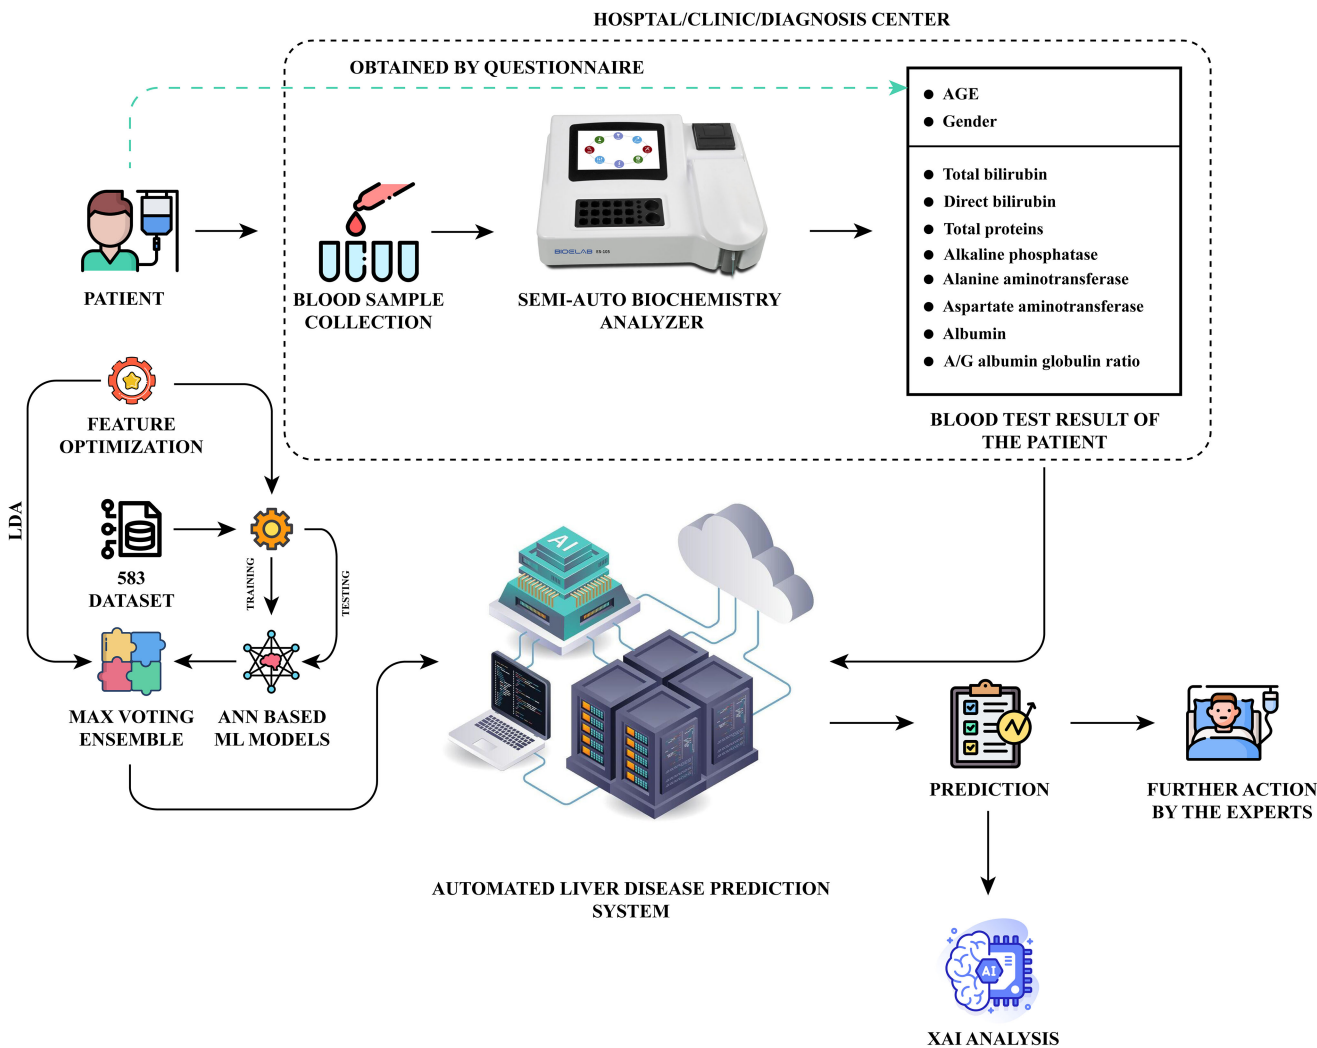 HOSPTAL/CLINIC/DIAGNOSIS CENTER
OBTAINED BY QUESTIONNAIRE
AGE
Gender
Total bilirubin
Direct bilirubin
Total proteins
Alkaline phosphatase
Alanine aminotransferase
Aspartate aminotransferase
Albumin
A/G albumin globulin ratio
BIOELAB
PATIENT
BLOOD SAMPLE
COLLECTION
SEMI-AUTO BIOCHEMISTRY
ANALYZER
BLOOD TEST RESULT OF
THE PATIENT
FEATURE
OPTIMIZATION
LDA
583
DATASET
TRAINING
TESTING
MAX VOTING
ENSEMBLE
ANN BASED
ML MODELS
AI
AUTOMATED LIVER DISEASE PREDICTION
SYSTEM
PREDICTION
FURTHER ACTION
BY THE EXPERTS
AI
XAI ANALYSIS